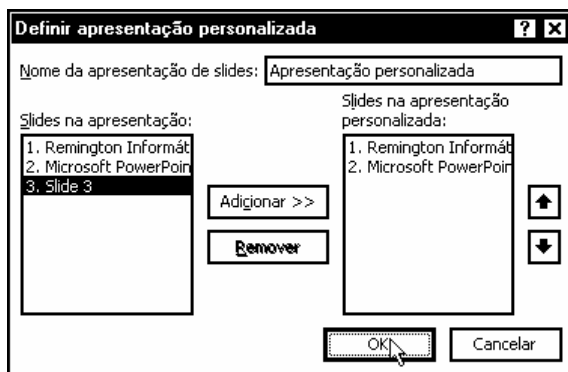 Definir apresentação personalizada
? X
Nome da apresentação de slides: Apresentação personalizada
Slides na apresentação:
1. Remington Informát
2. Microsoft PowerPoin
3. Slide 3
Adicionar >>
Remover
Slides na apresentação
personalizada:
1. Remington Informát
2. Microsoft PowerPoin
OK
Cancelar